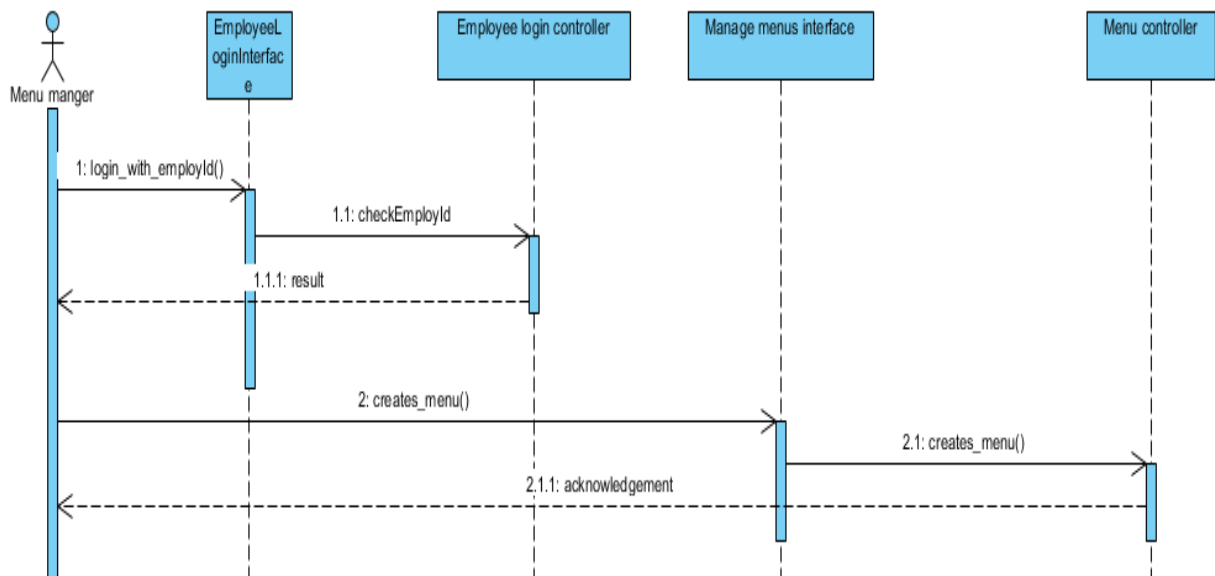 EmployeeL
oginInterfac
e
Employee login controller
Manage menus interface
Menu controller
Menu manger
1: login_with_employId()
1.1: checkEmployId
1.1.1: result
2: creates_menu()
2.1: creates_menu()
2.1.1: acknowledgement